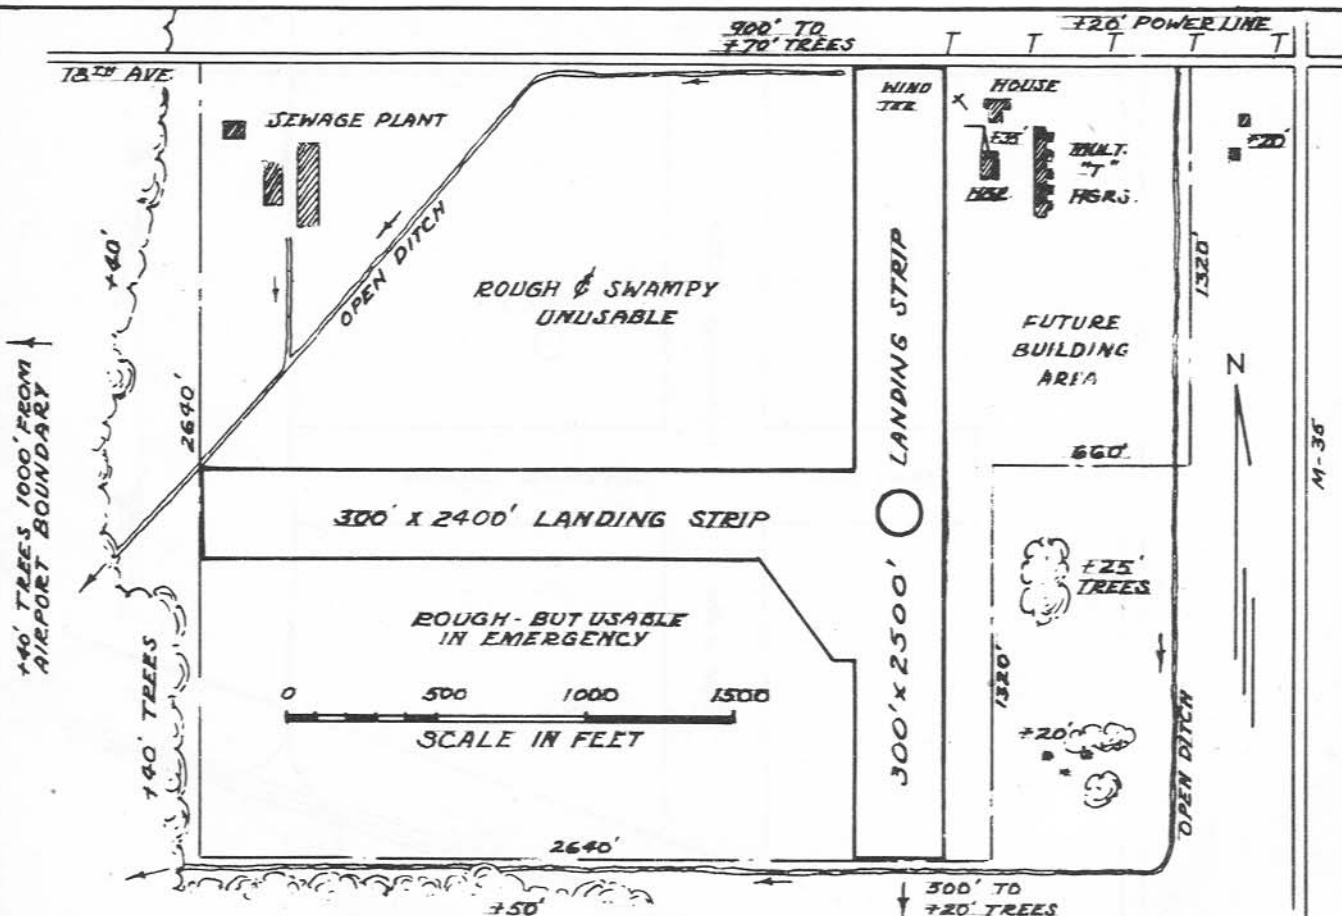 900' TO
+70' TREES
+20' POWER LINE
T T T T T
18TH AVE.
SEWAGE PLANT
WIND
TEE
HOUSE
+35'
HGR.
MULT.
"T"
HGRS.
+20'
+40'
OPEN DITCH
ROUGH & SWAMPY
UNUSABLE
LANDING STRIP
1320'
FUTURE
BUILDING
AREA
N
M-36
2640'
660'
+40' TREES 1000' FROM
AIRPORT BOUNDARY
300' X 2400' LANDING STRIP
300' X 2500'
+25'
TREES
ROUGH - BUT USABLE
IN EMERGENCY
1320'
0 500 1000 1500
SCALE IN FEET
+40' TREES
+20'
OPEN DITCH
2640'
+50'
500' TO
+20' TREES